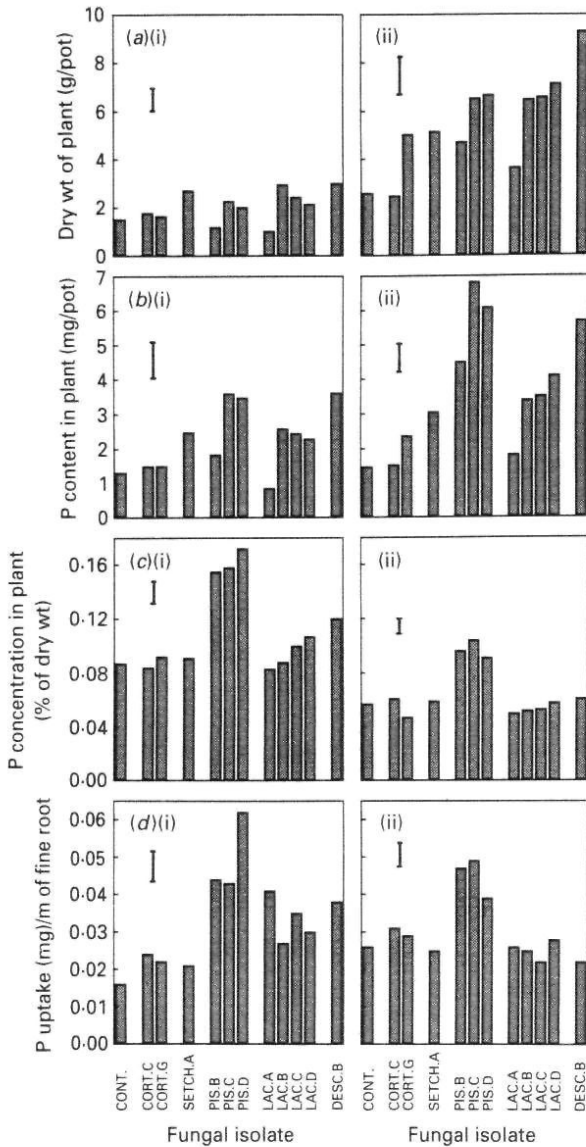 10
8
6
4
2
0
Dry wt of plant (g/pot)
(a)(i)
(ii)
7
6
5
4
3
2
1
0
P content in plant (mg/pot)
(b)(i)
(ii)
0·16
0·12
0·08
0·04
0·00
P concentration in plant
(% of dry wt)
(c)(i)
(ii)
0·06
0·05
0·04
0·03
0·02
0·01
0·00
P uptake (mg)/m of fine root
(d)(i)
(ii)
CONT.
CORT.C
CORT.G
SETCH.A
PIS.B
PIS.C
PIS.D
LAC.A
LAC.B
LAC.C
LAC.D
DESC.B
CONT.
CORT.C
CORT.G
SETCH.A
PIS.B
PIS.C
PIS.D
LAC.A
LAC.B
LAC.C
LAC.D
DESC.B
Fungal isolate
Fungal isolate